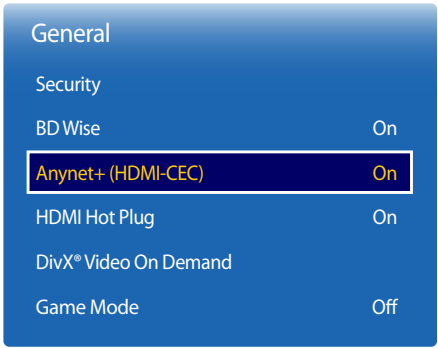 General
Security
BD Wise On
Anynet+ (HDMI-CEC) On
HDMI Hot Plug On
DivX® Video On Demand
Game Mode Off